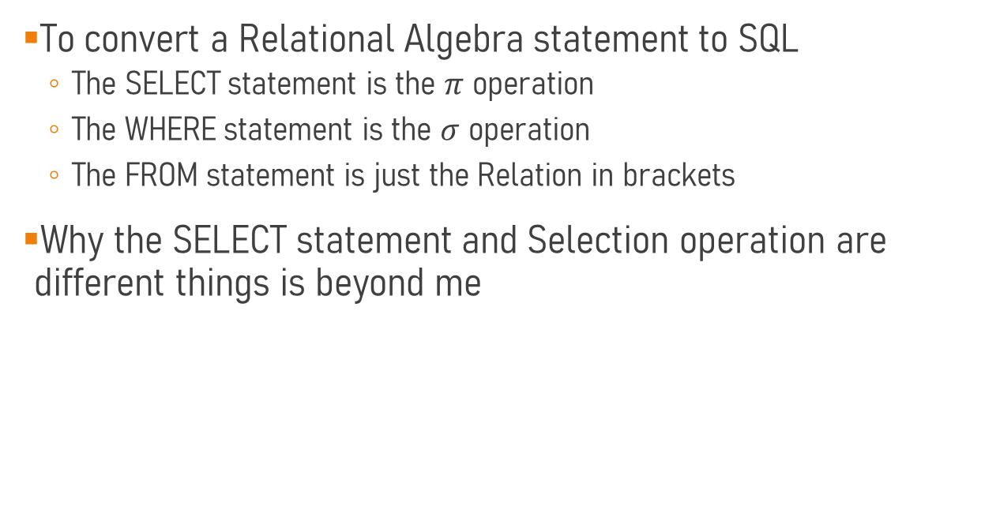 ▪To convert a Relational Algebra statement to SQL
◦ The SELECT statement is the 𝜋 operation
◦ The WHERE statement is the 𝜎 operation
◦ The FROM statement is just the Relation in brackets
▪Why the SELECT statement and Selection operation are
different things is beyond me